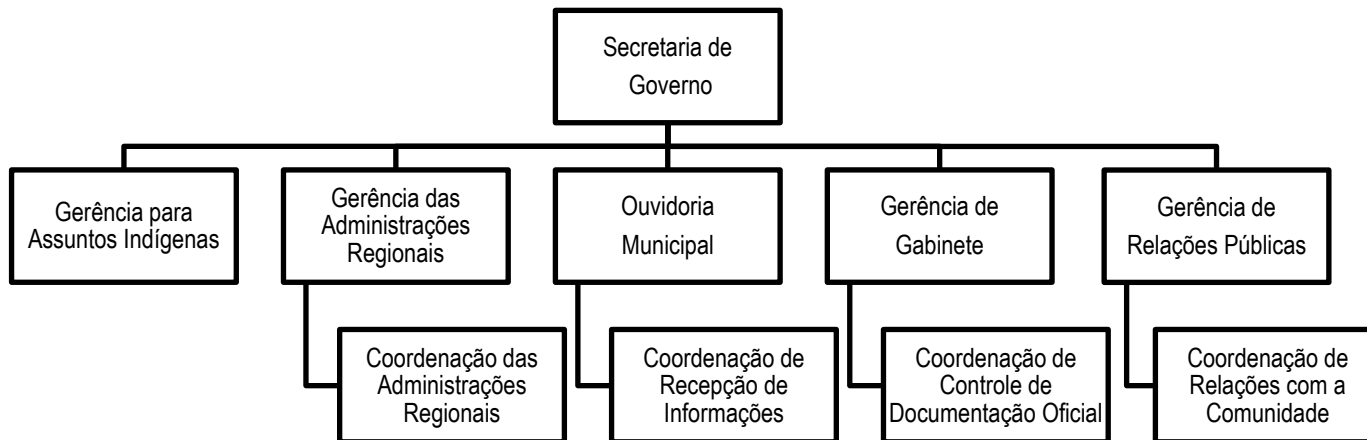 Secretaria de
Governo
Gerência para
Assuntos Indígenas
Gerência das
Administrações
Regionais
Ouvidoria
Municipal
Gerência de
Gabinete
Gerência de
Relações Públicas
Coordenação das
Administrações
Regionais
Coordenação de
Recepção de
Informações
Coordenação de
Controle de
Documentação Oficial
Coordenação de
Relações com a
Comunidade